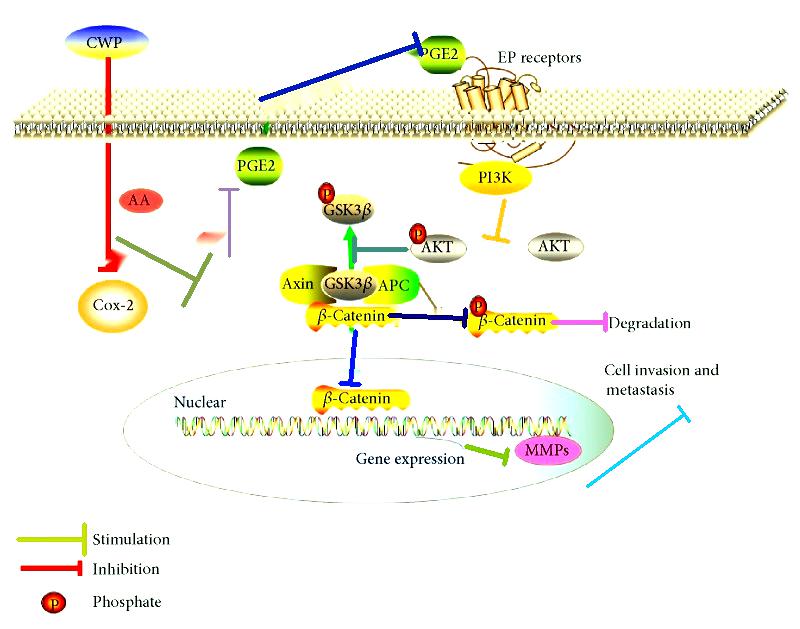 CWP
PGE2
EP receptors
PGE2
PI3K
AA
P
GSK3β
P
AKT
AKT
Axin
GSK3β
APC
Cox-2
β-Catenin
P
β-Catenin
Degradation
Cell invasion and
metastasis
Nuclear
β-Catenin
Gene expression
MMPs
Stimulation
Inhibition
P
Phosphate